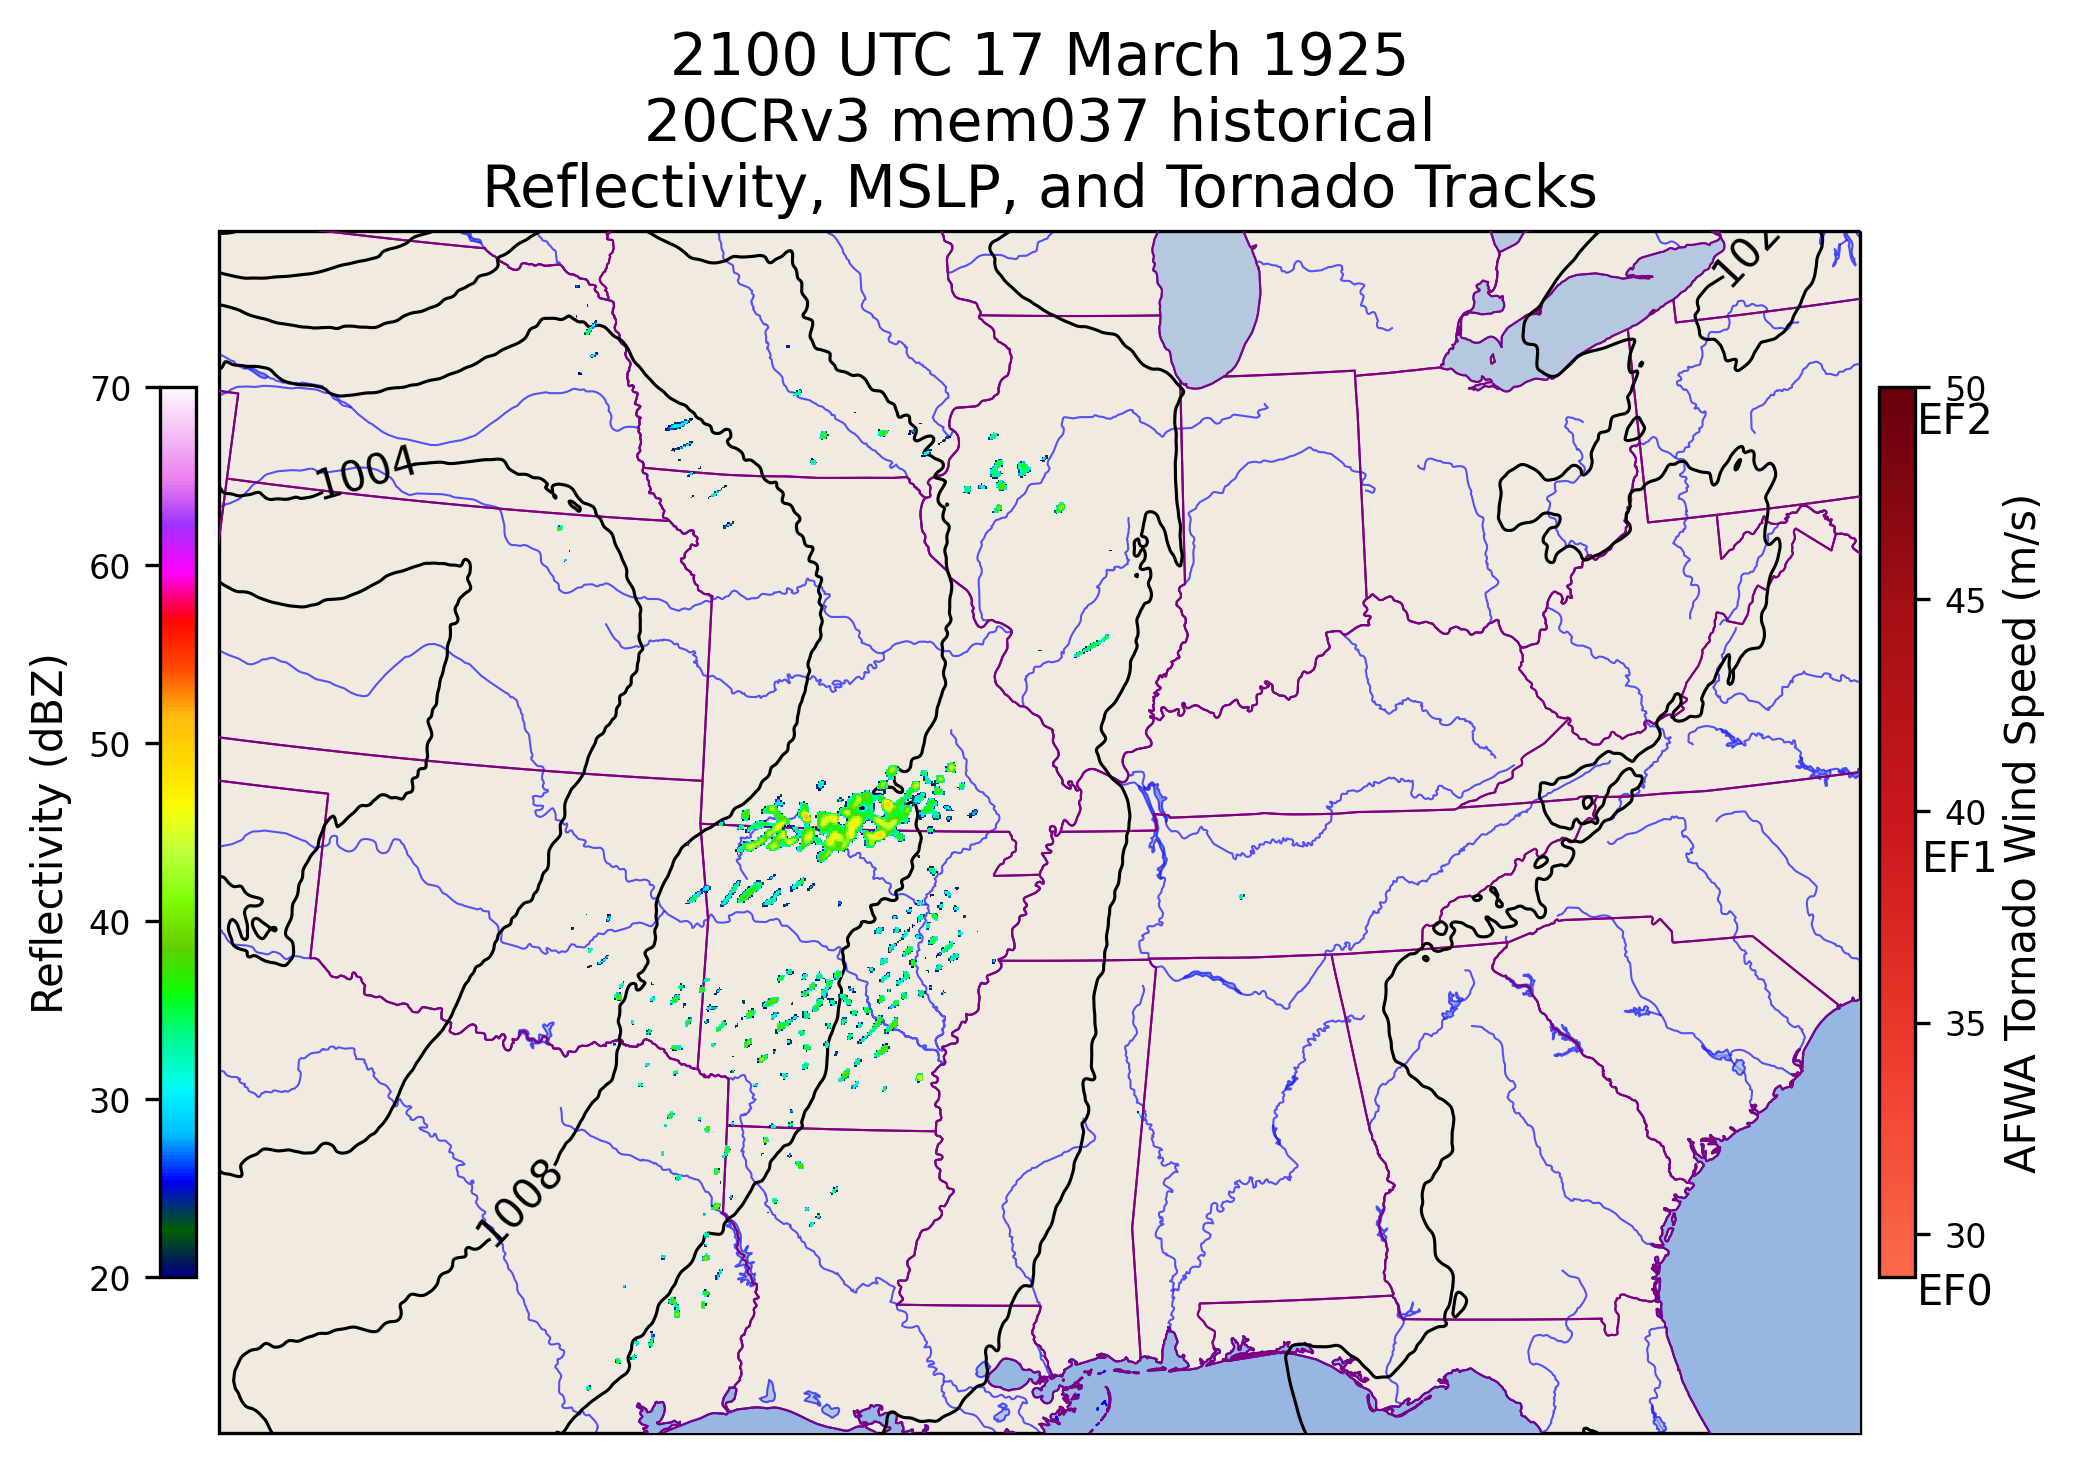 2100 UTC 17 March 1925
20CRv3 mem037 historical
Reflectivity, MSLP, and Tornado Tracks
102
1004
1008
70
60
50
40
30
20
Reflectivity (dBZ)
50
EF2
45
40
EF1
35
30
EF0
AFWA Tornado Wind Speed (m/s)